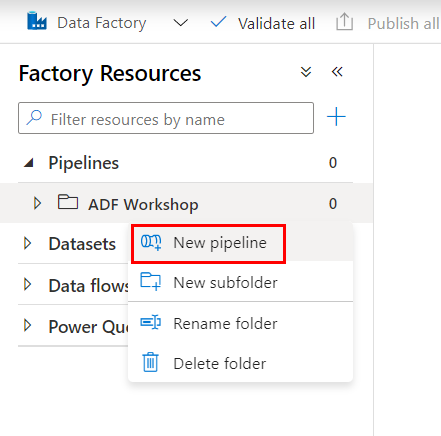 Data Factory Validate all Publish all
Factory Resources
Filter resources by name
Pipelines 0
ADF Workshop 0
New pipeline
Datasets
New subfolder
Data flows
Rename folder
Power Qu
Delete folder